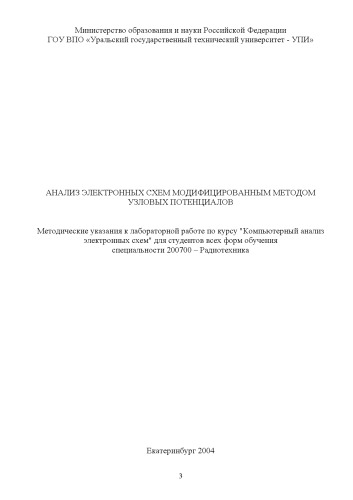 Министерство образования и науки Российской Федерации
ГОУ ВПО «Уральский государственный технический университет - УПИ»
АНАЛИЗ ЭЛЕКТРОННЫХ СХЕМ МОДИФИЦИРОВАННЫМ МЕТОДОМ
УЗЛОВЫХ ПОТЕНЦИАЛОВ
Методические указания к лабораторной работе по курсу "Компьютерный анализ
электронных схем" для студентов всех форм обучения
специальности 200700 – Радиотехника
Екатеринбург 2004
3